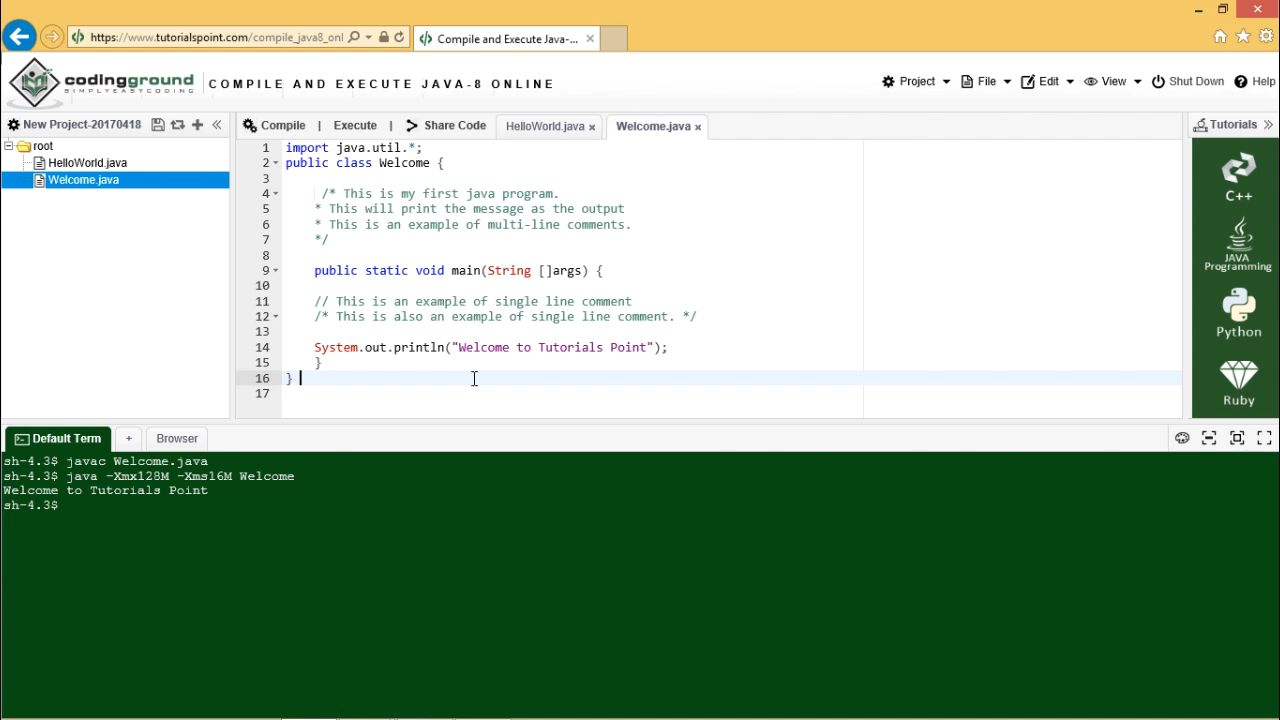 https://www.tutorialspoint.com/compile_java8_onl
Compile and Execute Java-...
codingground
SIMPLYEASYCODING
COMPILE AND EXECUTE JAVA-8 ONLINE
Project
File
Edit
View
Shut Down
Help
New Project-20170418
Compile | Execute | Share Code
HelloWorld.java
Welcome.java
Tutorials
root
HelloWorld.java
Welcome.java
1 import java.util.*;
2 public class Welcome {
3
4 /* This is my first java program.
5 * This will print the message as the output
6 * This is an example of multi-line comments.
7 */
8
9 public static void main(String []args) {
10
11 // This is an example of single line comment
12 /* This is also an example of single line comment. */
13
14 System.out.println("Welcome to Tutorials Point");
15 }
16 }
17
C++
JAVA
Programming
Python
Ruby
Default Term
+
Browser
sh-4.3$ javac Welcome.java
sh-4.3$ java -Xmx128M -Xms16M Welcome
Welcome to Tutorials Point
sh-4.3$